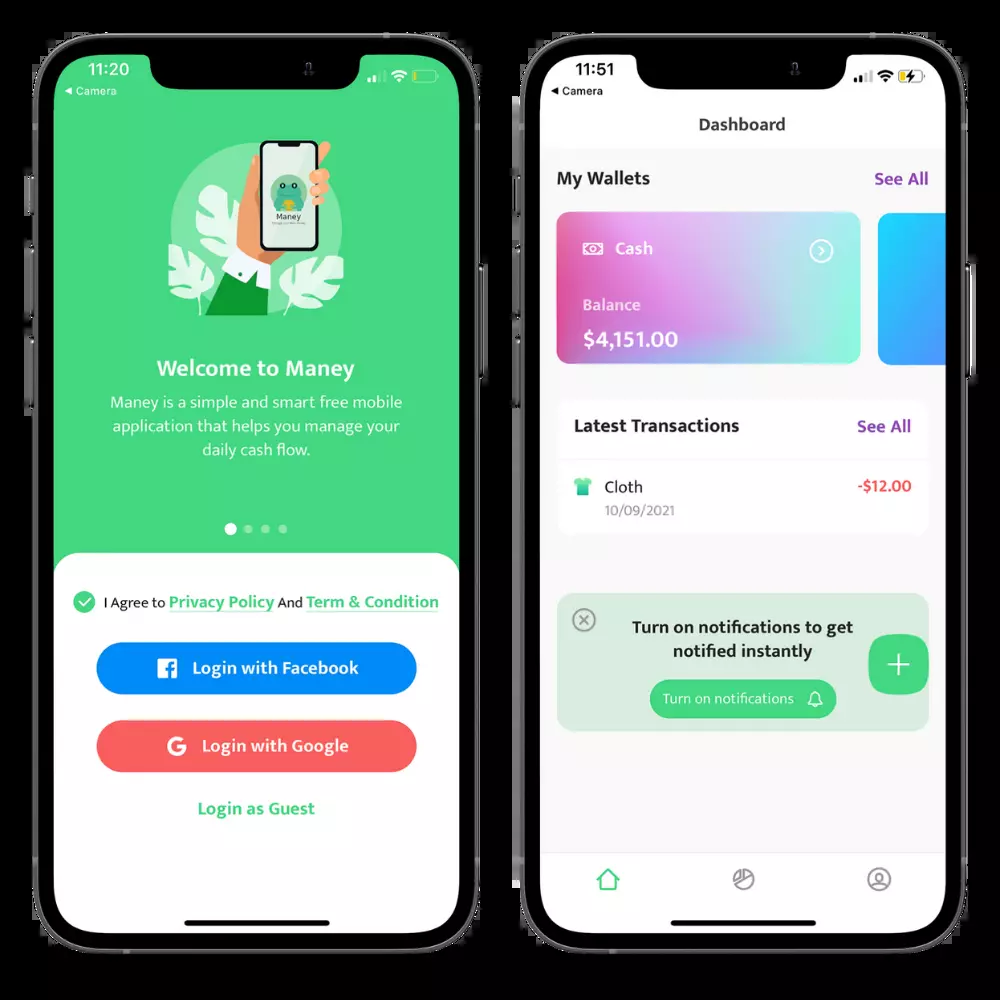 11:20
◀ Camera
Maney
Welcome to Maney
Maney is a simple and smart free mobile
application that helps you manage your
daily cash flow.
I Agree to Privacy Policy And Term & Condition
Login with Facebook
G Login with Google
Login as Guest
11:51
◀ Camera
Dashboard
My Wallets
See All
Cash
Balance
$4,151.00
Latest Transactions
See All
Cloth
-$12.00
10/09/2021
Turn on notifications to get
notified instantly
Turn on notifications